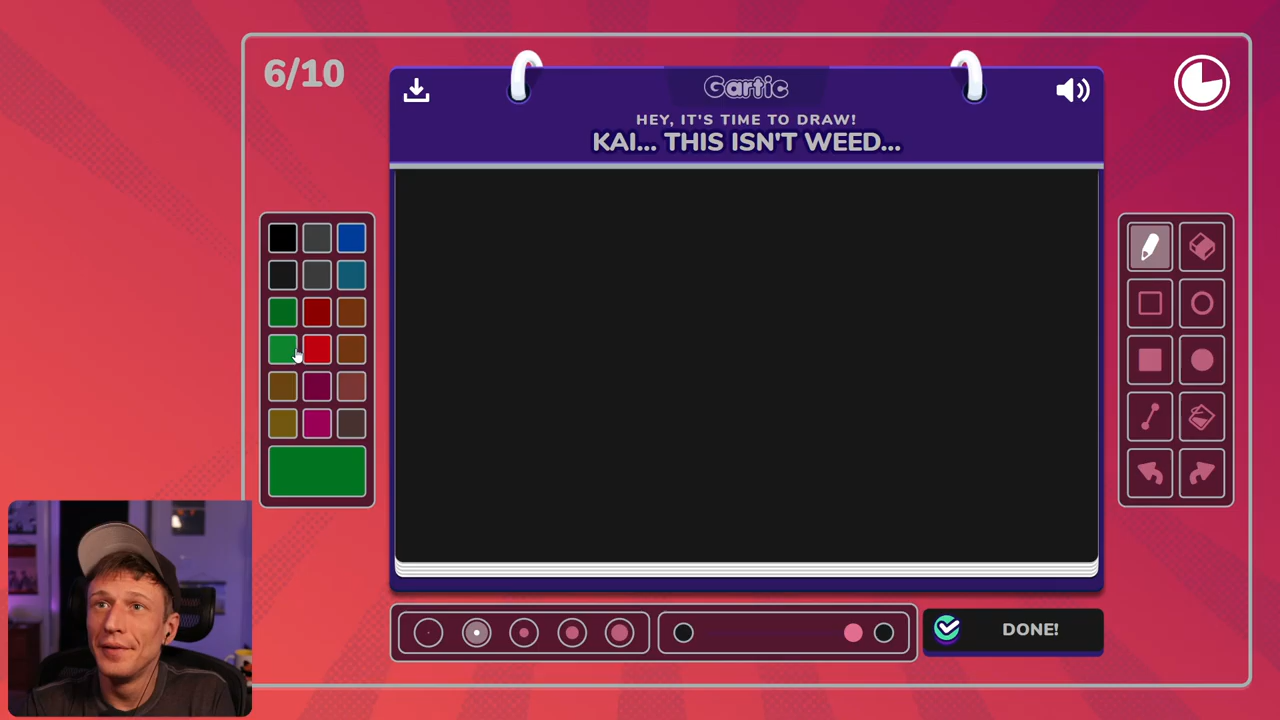 6/10
Gartic
HEY, IT'S TIME TO DRAW!
KAI... THIS ISN'T WEED...
DONE!